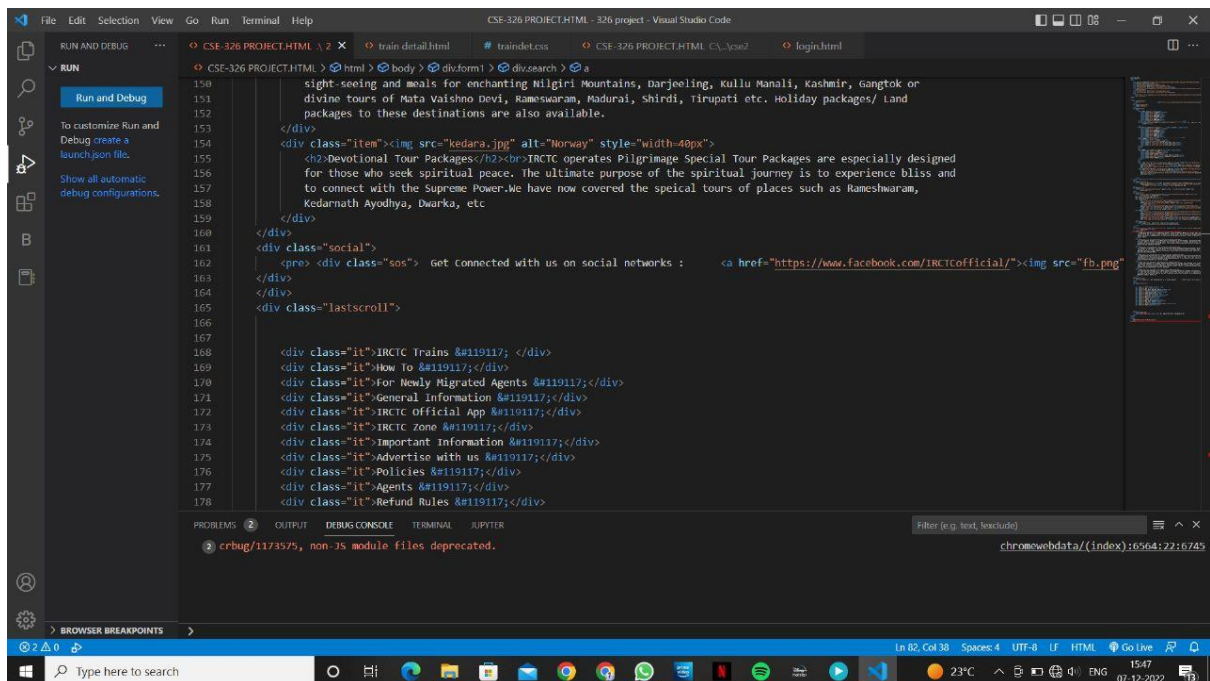 File Edit Selection View Go Run Terminal Help CSE-326 PROJECT.HTML - 326 project - Visual Studio Code
RUN AND DEBUG ··· CSE-326 PROJECT.HTML .\ 2 train detail.html # traindet.css CSE-326 PROJECT.HTML C:\...\cse2 login.html
RUN CSE-326 PROJECT.HTML > html > body > div.form1 > div.search > a
Run and Debug
To customize Run and
Debug create a
launch.json file.
Show all automatic
debug configurations.
150 sight-seeing and meals for enchanting Nilgiri Mountains, Darjeeling, Kullu Manali, Kashmir, Gangtok or
151 divine tours of Mata Vaishno Devi, Rameswaram, Madurai, Shirdi, Tirupati etc. Holiday packages/ Land
152 packages to these destinations are also available.
153 </div>
154 <div class="item"><img src="kedara.jpg" alt="Norway" style="width=40px">
155 <h2>Devotional Tour Packages</h2><br>IRCTC operates Pilgrimage Special Tour Packages are especially designed
156 for those who seek spiritual peace. The ultimate purpose of the spiritual journey is to experience bliss and
157 to connect with the Supreme Power.We have now covered the speical tours of places such as Rameshwaram,
158 Kedarnath Ayodhya, Dwarka, etc
159 </div>
160 </div>
161 <div class="social">
162 <pre> <div class="sos"> Get Connected with us on social networks : <a href="https://www.facebook.com/IRCTCofficial/"><img src="fb.png"
163 </div>
164 </div>
165 <div class="lastscroll">
166
167
168 <div class="it">IRCTC Trains &#119117; </div>
169 <div class="it">How To &#119117;</div>
170 <div class="it">For Newly Migrated Agents &#119117;</div>
171 <div class="it">General Information &#119117;</div>
172 <div class="it">IRCTC Official App &#119117;</div>
173 <div class="it">IRCTC Zone &#119117;</div>
174 <div class="it">Important Information &#119117;</div>
175 <div class="it">Advertise with us &#119117;</div>
176 <div class="it">Policies &#119117;</div>
177 <div class="it">Agents &#119117;</div>
178 <div class="it">Refund Rules &#119117;</div>
PROBLEMS 2 OUTPUT DEBUG CONSOLE TERMINAL JUPYTER Filter (e.g. text, !exclude)
2 crbug/1173575, non-JS module files deprecated. chromewebdata/(index):6564:22:6745
BROWSER BREAKPOINTS >
2 0 Ln 82, Col 38 Spaces: 4 UTF-8 LF HTML Go Live
Type here to search 23°C ENG 15:47
07-12-2022 13